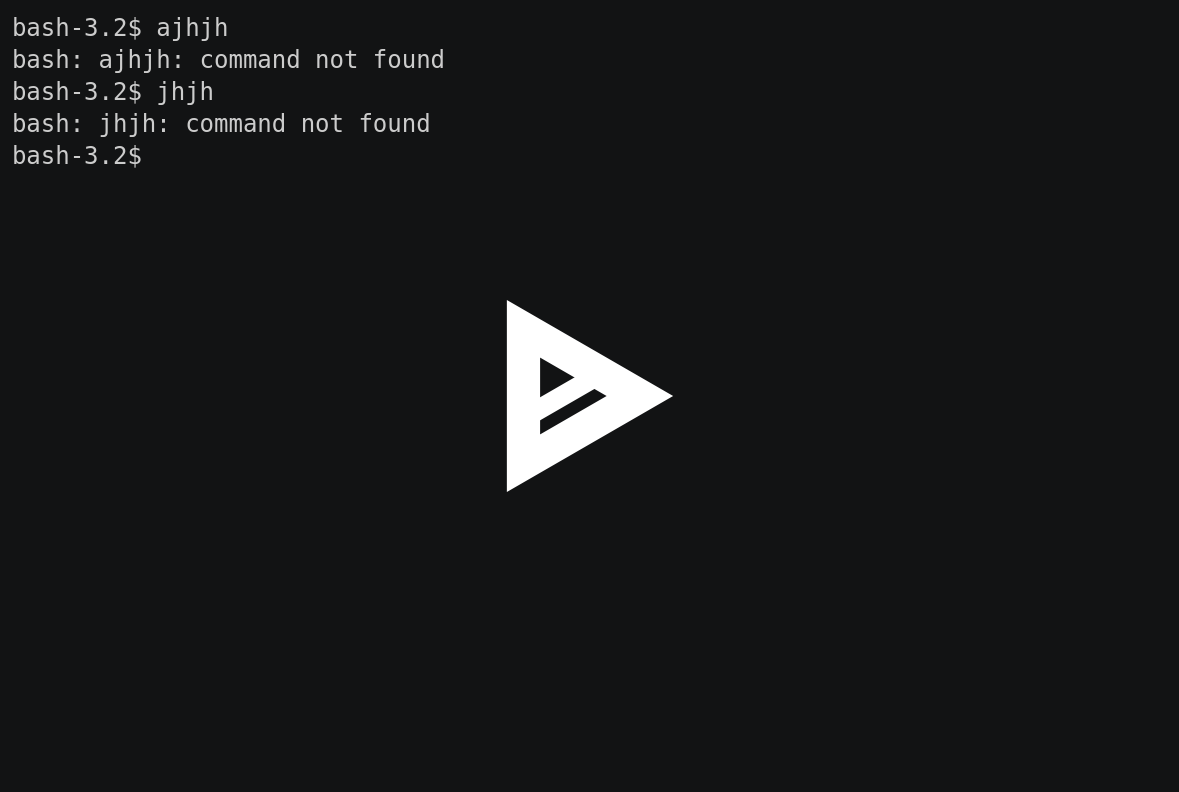 bash-3.2$ ajhjh
bash: ajhjh: command not found
bash-3.2$ jhjh
bash: jhjh: command not found
bash-3.2$